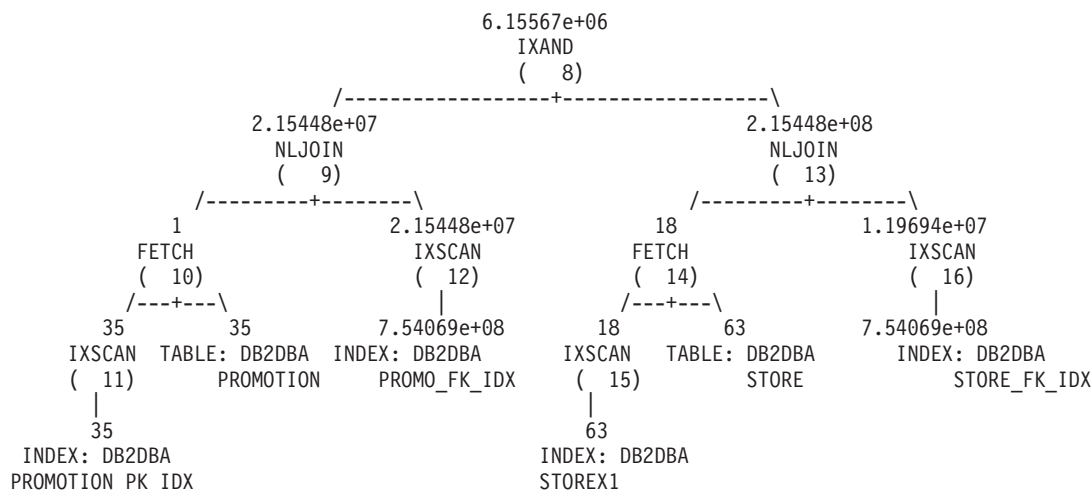 6.15567e+06
IXAND
( 8)
/------------------+------------------\
2.15448e+07 2.15448e+08
NLJOIN NLJOIN
( 9) ( 13)
/---------+--------\ /---------+--------\
1 2.15448e+07 18 1.19694e+07
FETCH IXSCAN FETCH IXSCAN
( 10) ( 12) ( 14) ( 16)
/---+---\ | /---+---\ |
35 35 7.54069e+08 18 63 7.54069e+08
IXSCAN TABLE: DB2DBA INDEX: DB2DBA IXSCAN TABLE: DB2DBA INDEX: DB2DBA
( 11) PROMOTION PROMO_FK_IDX ( 15) STORE STORE_FK_IDX
| |
35 63
INDEX: DB2DBA INDEX: DB2DBA
PROMOTION PK IDX STOREX1